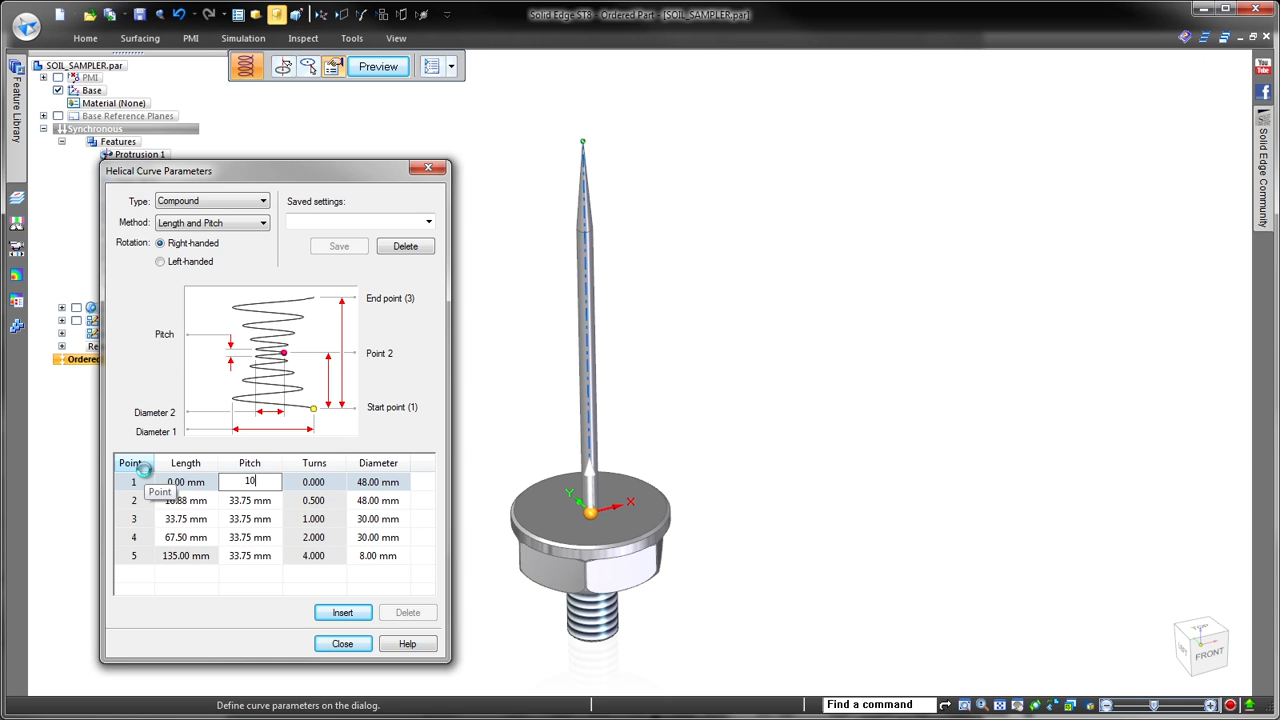 Solid Edge ST8 - Ordered Part - [SOIL_SAMPLER.par]
Home Surfacing PMI Simulation Inspect Tools View
SOIL_SAMPLER.par
PMI
Base
Material (None)
Base Reference Planes
Synchronous
Features
Protrusion 1
Ordered
Feature Library
Preview
Helical Curve Parameters
Type: Compound
Method: Length and Pitch
Rotation: Right-handed
Left-handed
Saved settings:
Save Delete
End point (3)
Pitch
Point 2
Diameter 2
Start point (1)
Diameter 1
Point Length Pitch Turns Diameter
1 0.00 mm 10 0.000 48.00 mm
Point
2 16.88 mm 33.75 mm 0.500 48.00 mm
3 33.75 mm 33.75 mm 1.000 30.00 mm
4 67.50 mm 33.75 mm 2.000 30.00 mm
5 135.00 mm 33.75 mm 4.000 8.00 mm
Insert Delete
Close Help
Y X
You Tube
Solid Edge Community
TOP
FRONT
Define curve parameters on the dialog.
Find a command